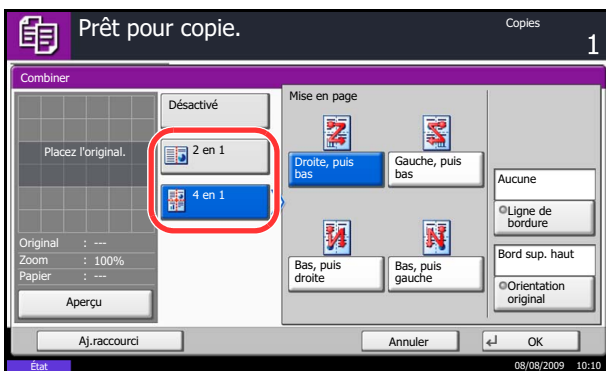 Prêt pour copie.
Copies
1
Combiner
Placez l'original.
Original : ---
Zoom : 100%
Papier : ---
Aperçu
Désactivé
2 en 1
4 en 1
Mise en page
Droite, puis
bas
Gauche, puis
bas
Bas, puis
droite
Bas, puis
gauche
Aucune
Ligne de
bordure
Bord sup. haut
Orientation
original
Aj.raccourci
Annuler
OK
État
08/08/2009 10:10